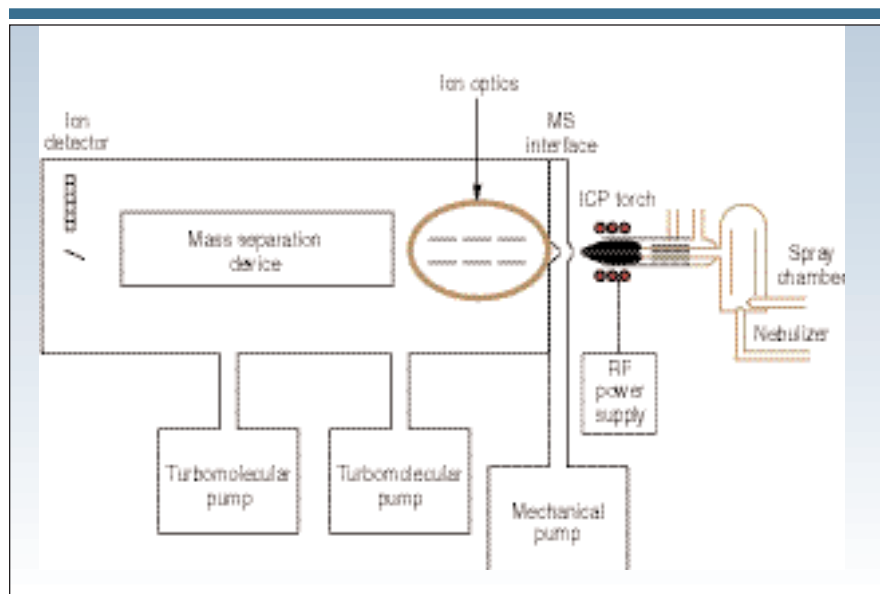 Ion optics
Ion
detector
MS
interface
ICP torch
Mass separation
device
Spray
chamber
Nebulizer
RF
power
supply
Turbomolecular
pump
Turbomolecular
pump
Mechanical
pump